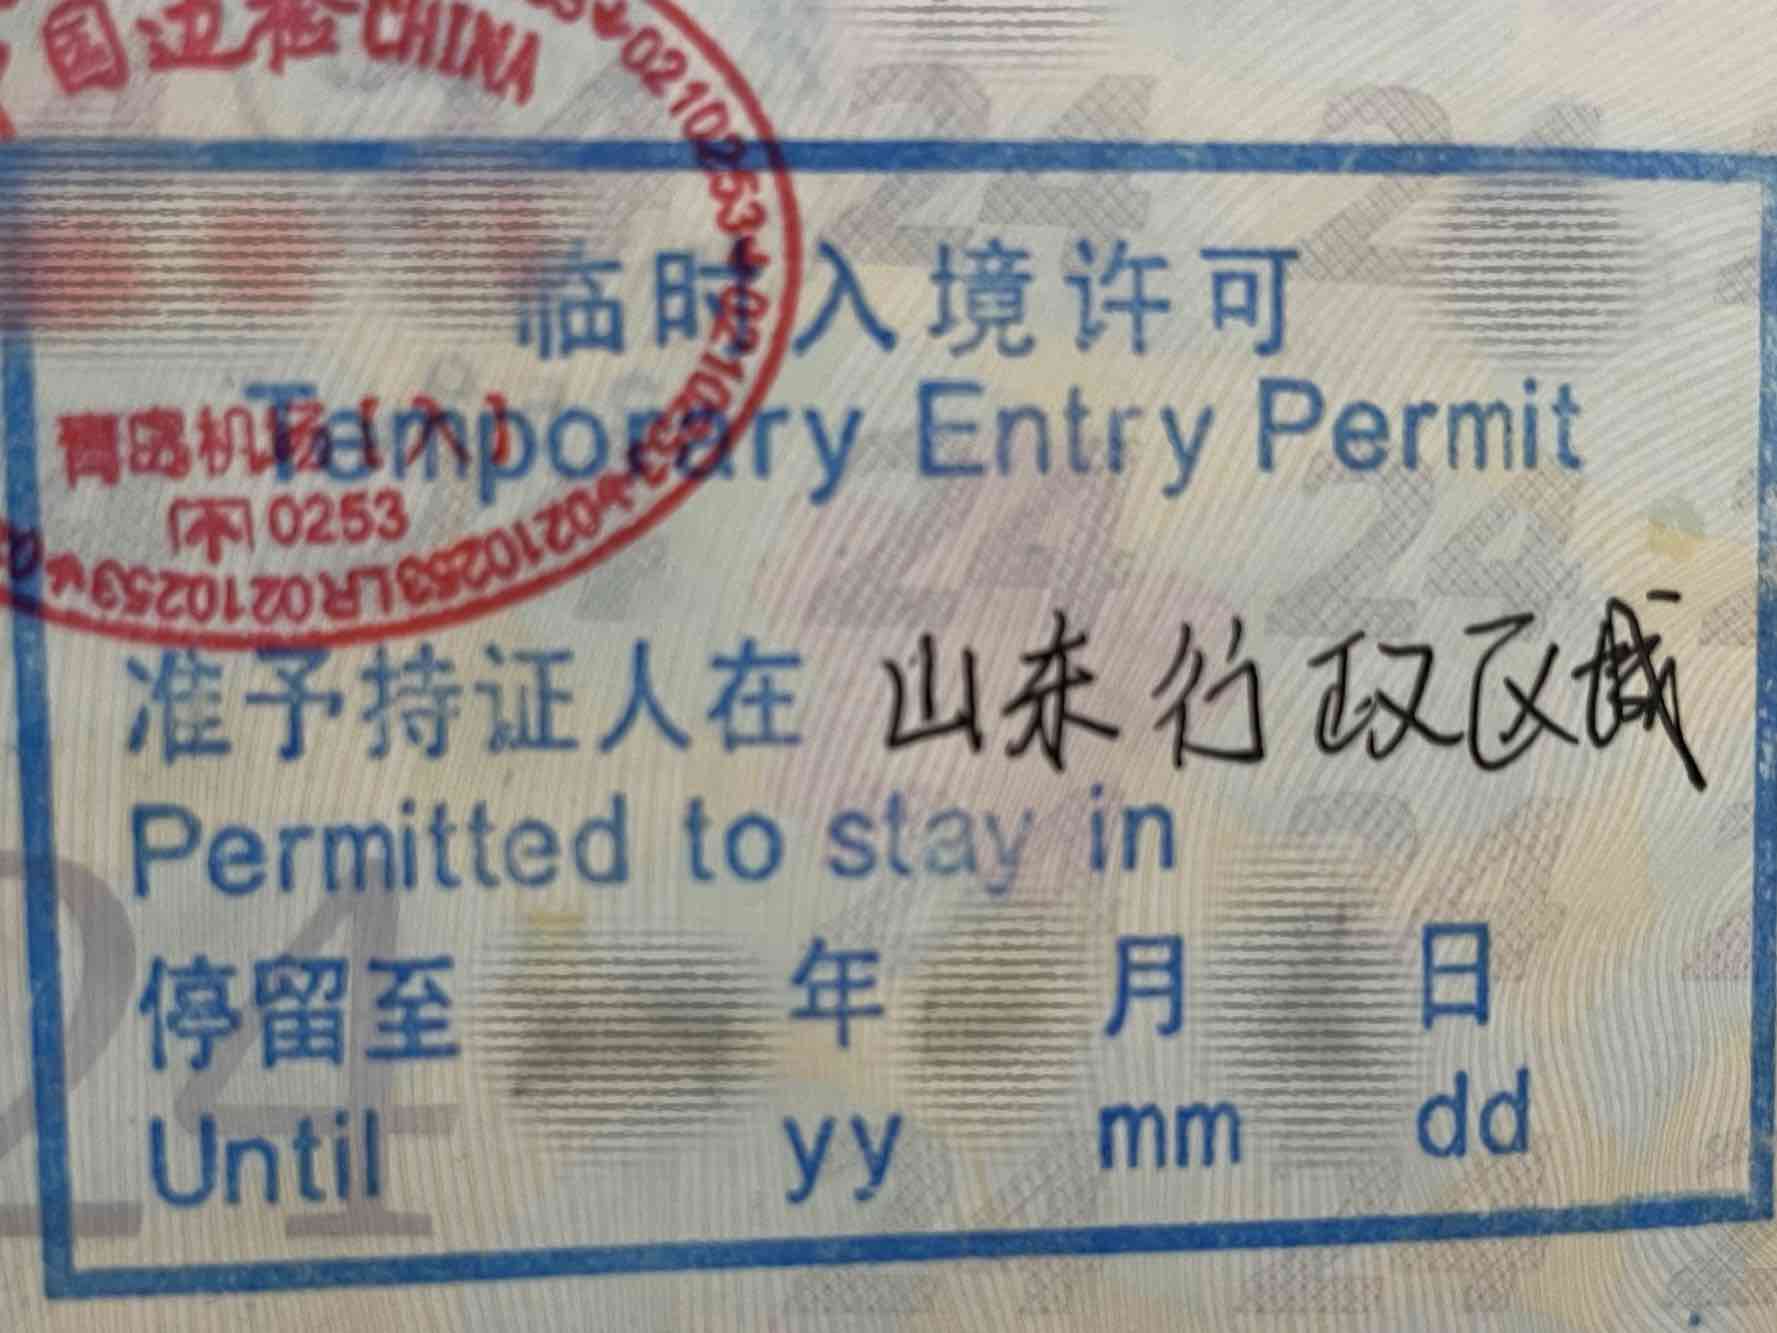 国边检CHINA
0210253
临时入境许可
Temporary Entry Permit
青岛机场(入)
0253
准予持证人在 山东行政区域
Permitted to stay in
停留至 年 月 日
Until yy mm dd